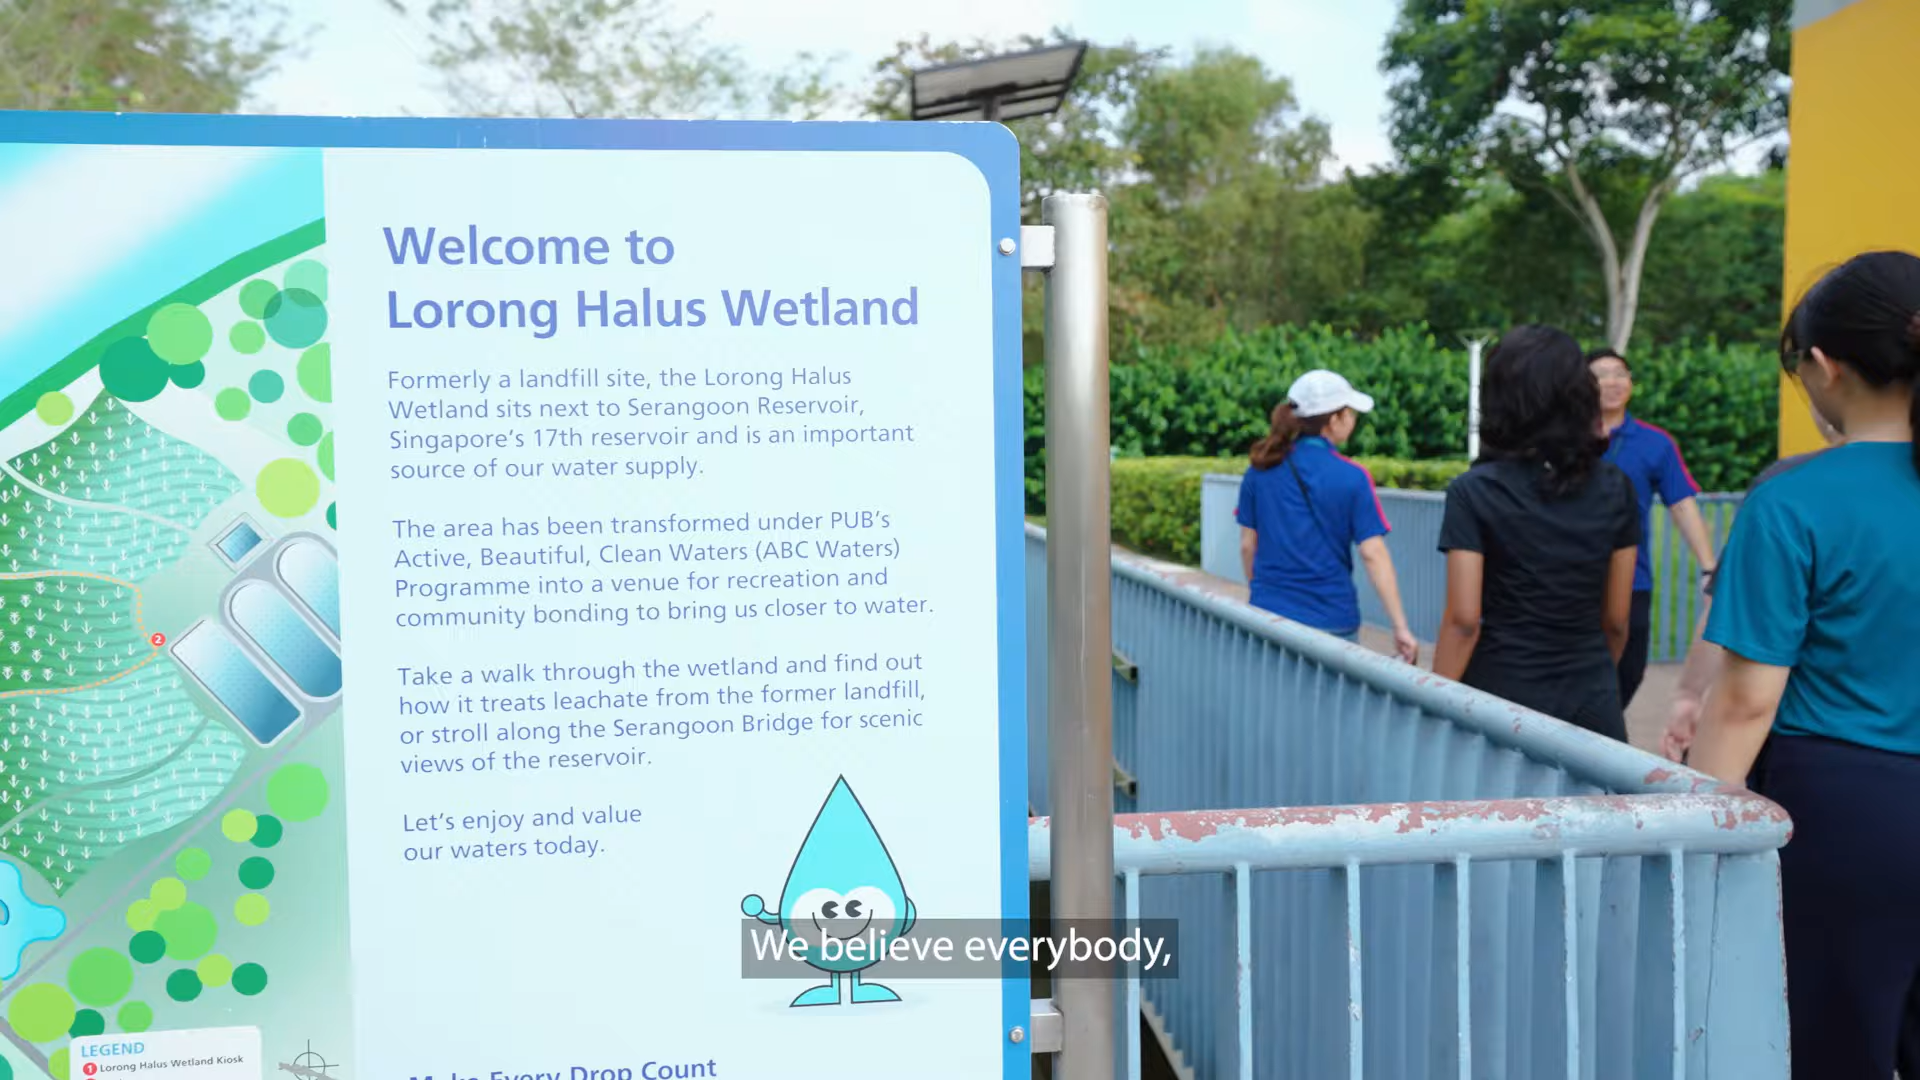 Welcome to
Lorong Halus Wetland
Formerly a landfill site, the Lorong Halus
Wetland sits next to Serangoon Reservoir,
Singapore's 17th reservoir and is an important
source of our water supply.
The area has been transformed under PUB's
Active, Beautiful, Clean Waters (ABC Waters)
Programme into a venue for recreation and
community bonding to bring us closer to water.
Take a walk through the wetland and find out
how it treats leachate from the former landfill,
or stroll along the Serangoon Bridge for scenic
views of the reservoir.
Let's enjoy and value
our waters today.
2
We believe everybody,
LEGEND
1 Lorong Halus Wetland Kiosk
Make Every Drop Count